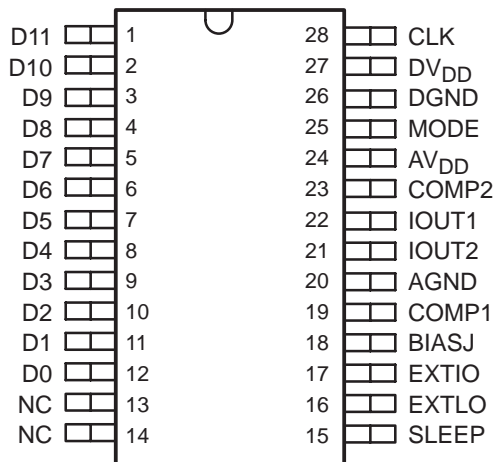 D11 1 28 CLK
D10 2 27 DVDD
D9 3 26 DGND
D8 4 25 MODE
D7 5 24 AVDD
D6 6 23 COMP2
D5 7 22 IOUT1
D4 8 21 IOUT2
D3 9 20 AGND
D2 10 19 COMP1
D1 11 18 BIASJ
D0 12 17 EXTIO
NC 13 16 EXTLO
NC 14 15 SLEEP